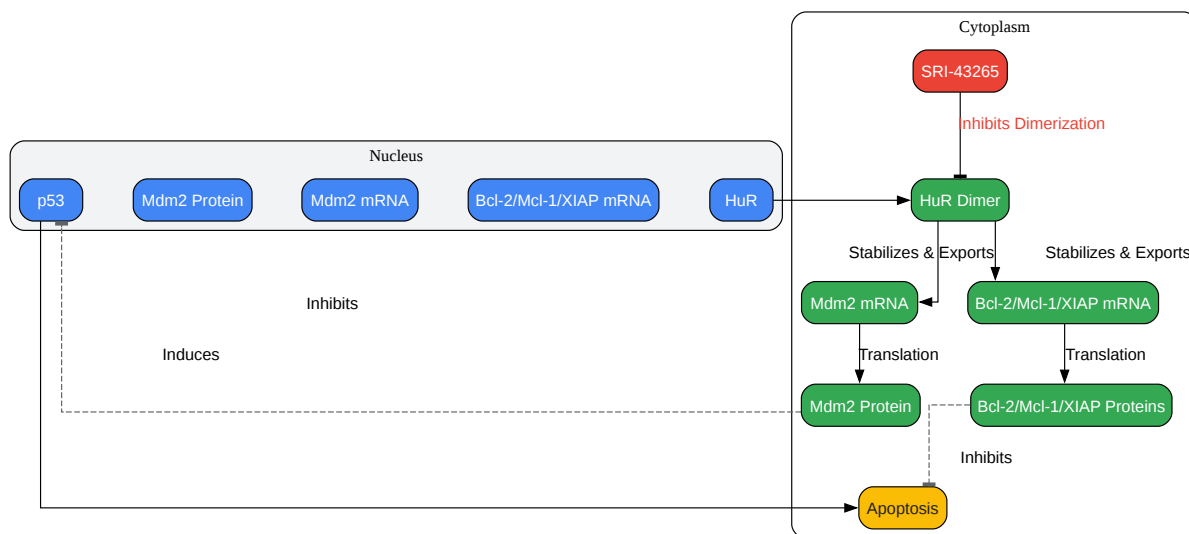 Cytoplasm
SRI-43265
Inhibits Dimerization
Nucleus
p53
Mdm2 Protein
Mdm2 mRNA
Bcl-2/Mcl-1/XIAP mRNA
HuR
HuR Dimer
Stabilizes & Exports
Stabilizes & Exports
Inhibits
Mdm2 mRNA
Bcl-2/Mcl-1/XIAP mRNA
Induces
Translation
Translation
Mdm2 Protein
Bcl-2/Mcl-1/XIAP Proteins
Inhibits
Apoptosis